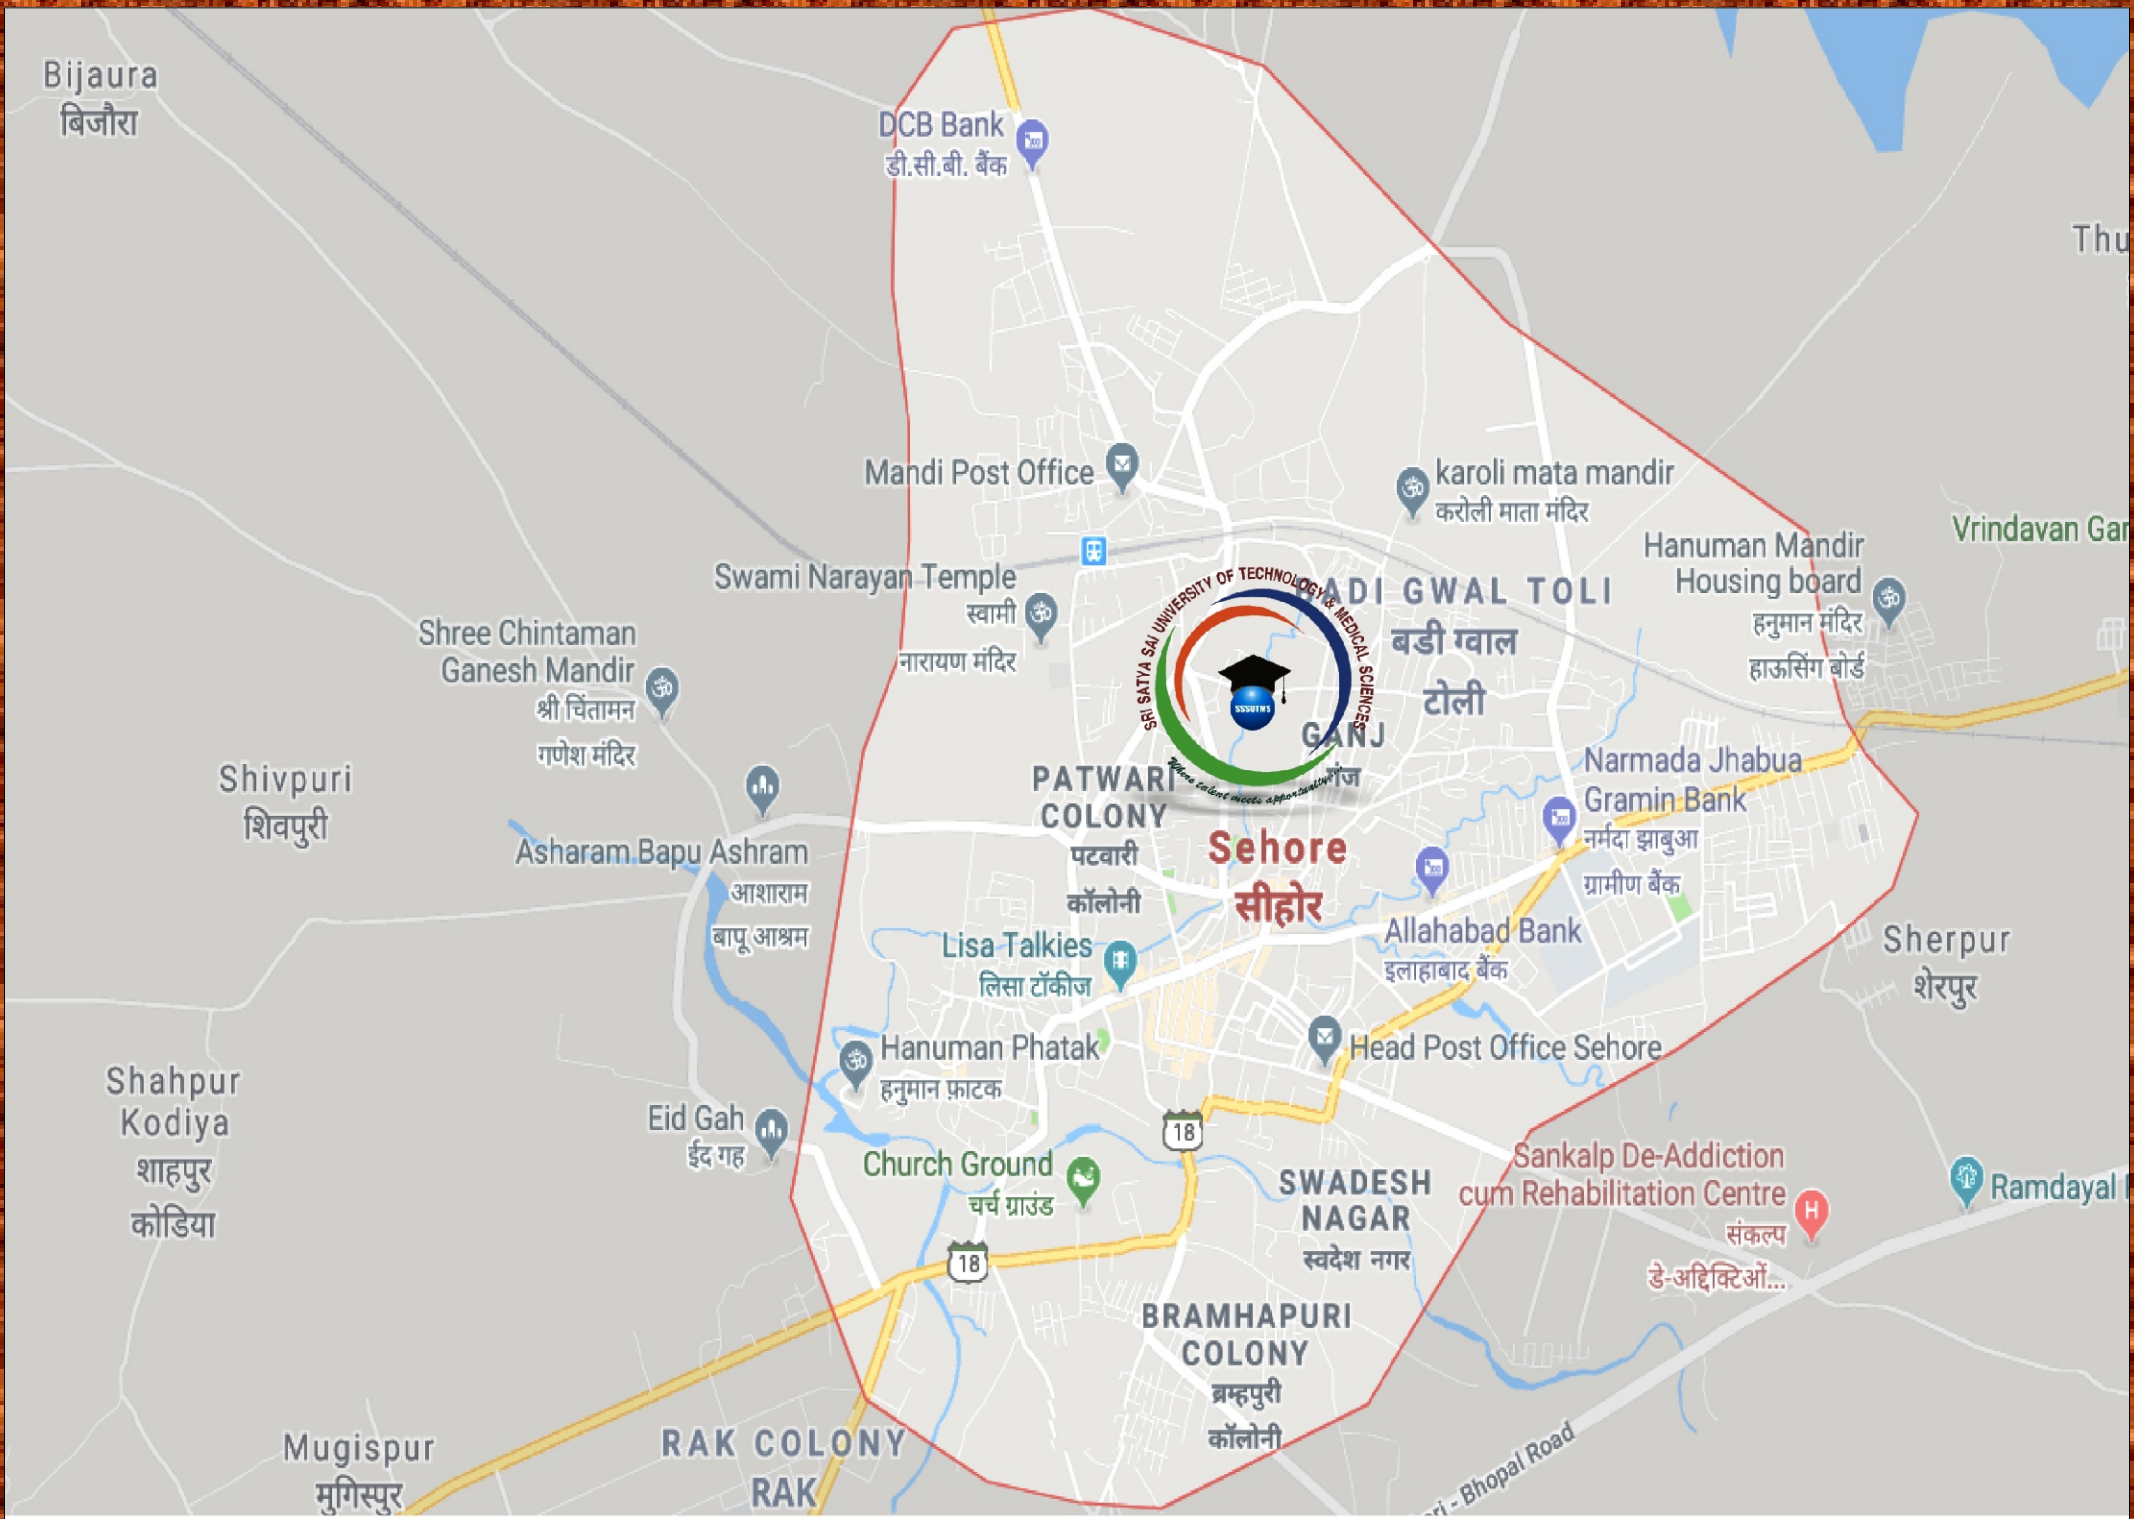 Bijaura
बिजौरा
DCB Bank
डी.सी.बी. बैंक
Thu
Mandi Post Office
karoli mata mandir
करोली माता मंदिर
Vrindavan Gar
Hanuman Mandir
Housing board
हनुमान मंदिर
हाऊसिंग बोर्ड
Swami Narayan Temple
स्वामी
नारायण मंदिर
SRI SATYA SAI UNIVERSITY OF TECHNOLOGY & MEDICAL SCIENCES
SSSUTMS
Where talent meets opportunity
ADI GWAL TOLI
बडी ग्वाल
टोली
Shree Chintaman
Ganesh Mandir
श्री चिंतामन
गणेश मंदिर
GANJ
गंज
Shivpuri
शिवपुरी
PATWARI
COLONY
पटवारी
कॉलोनी
Narmada Jhabua
Gramin Bank
नर्मदा झाबुआ
ग्रामीण बैंक
Asharam Bapu Ashram
आशाराम
बापू आश्रम
Sehore
सीहोर
Allahabad Bank
इलाहाबाद बैंक
Lisa Talkies
लिसा टॉकीज
Sherpur
शेरपुर
Hanuman Phatak
हनुमान फ़ाटक
Head Post Office Sehore
Shahpur
Kodiya
शाहपुर
कोडिया
Eid Gah
ईद गह
18
Church Ground
चर्च ग्राउंड
SWADESH
NAGAR
स्वदेश नगर
Sankalp De-Addiction
cum Rehabilitation Centre
संकल्प
डे-अद्दिक्टिओं...
Ramdayal
18
BRAMHAPURI
COLONY
ब्रम्हपुरी
कॉलोनी
Mugispur
मुगिस्पुर
RAK COLONY
RAK
ri - Bhopal Road